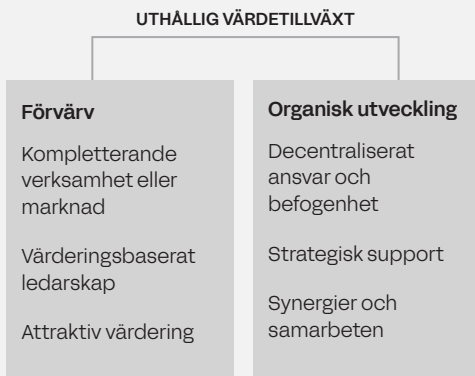 UTHÅLLIG VÄRDETILLVÄXT
Förvärv
Kompletterande
verksamhet eller
marknad
Värderingsbaserat
ledarskap
Attraktiv värdering
Organisk utveckling
Decentraliserat
ansvar och
befogenhet
Strategisk support
Synergier och
samarbeten